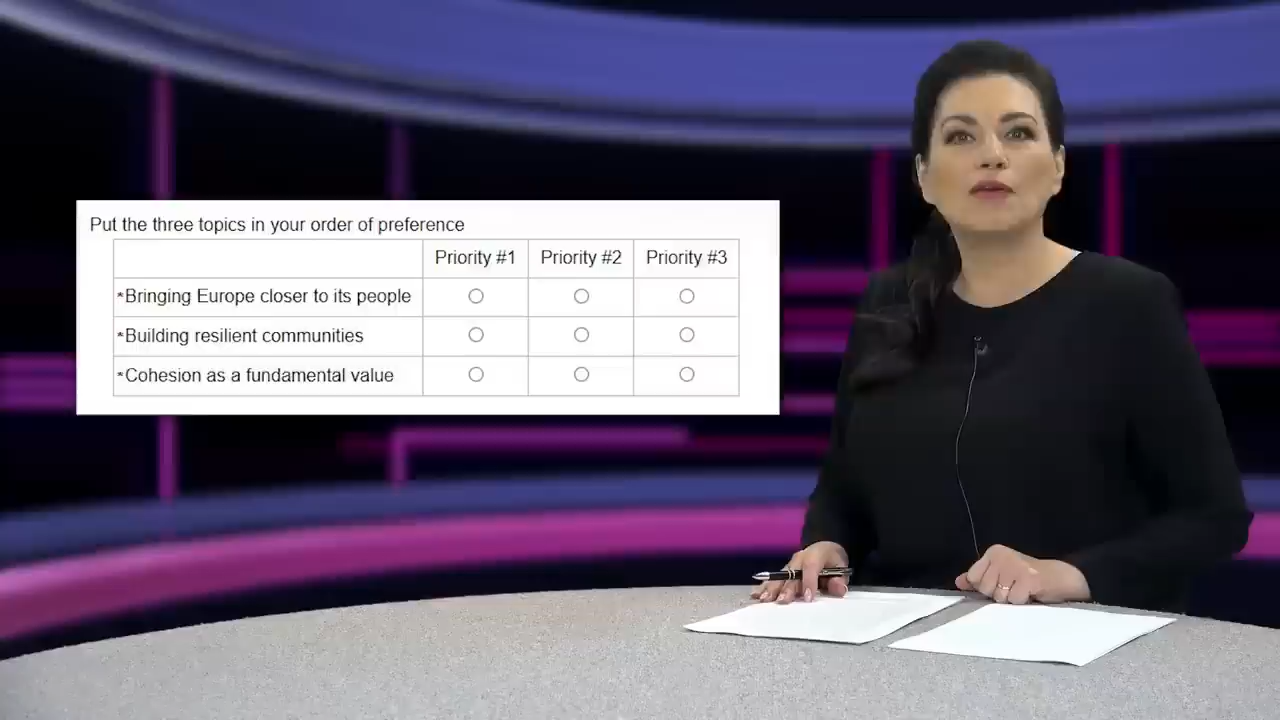 Put the three topics in your order of preference
Priority #1 Priority #2 Priority #3
*Bringing Europe closer to its people
*Building resilient communities
*Cohesion as a fundamental value